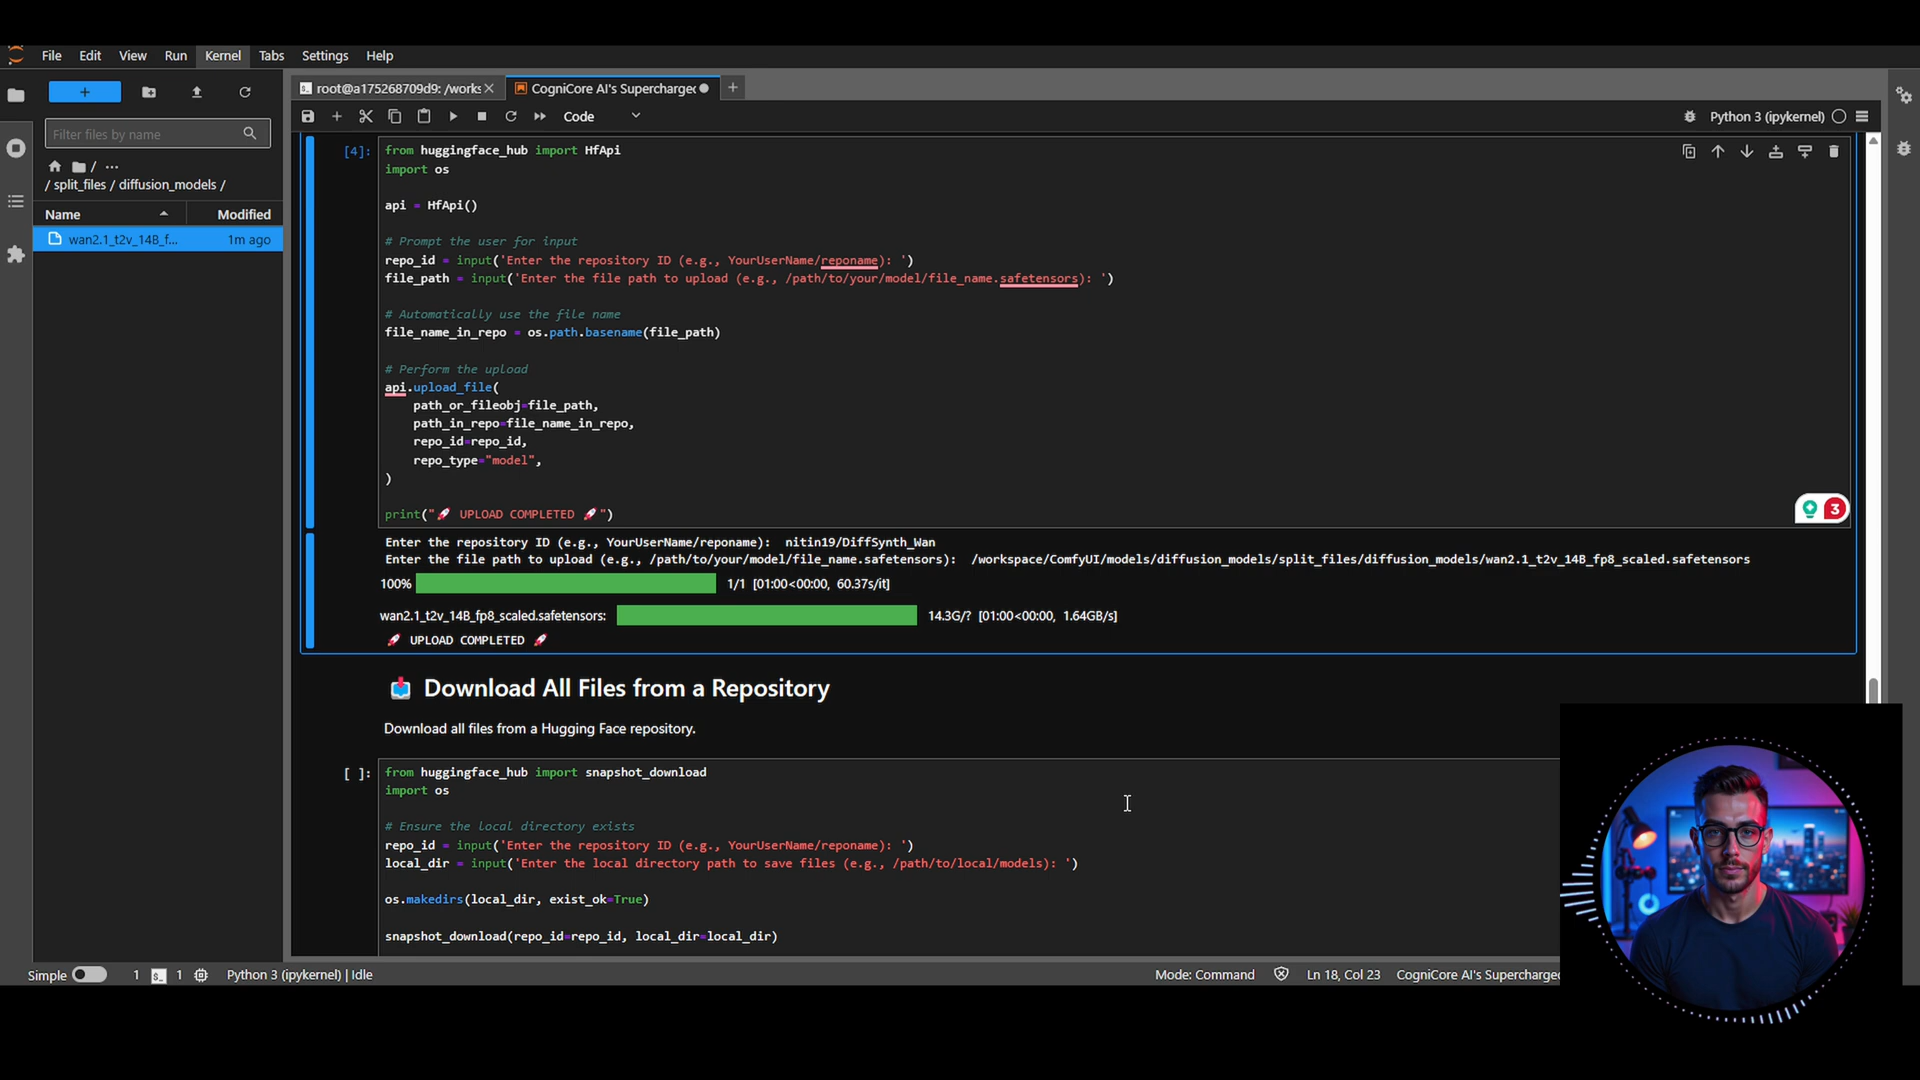 File Edit View Run Kernel Tabs Settings Help
root@a175268709d9: /works
CogniCore AI's Supercharged
Filter files by name
Code
Python 3 (ipykernel)
/ ...
/ split_files / diffusion_models /
Name Modified
wan2.1_t2v_14B_f... 1m ago
[4]:
from huggingface_hub import HfApi
import os
api = HfApi()
# Prompt the user for input
repo_id = input('Enter the repository ID (e.g., YourUserName/reponame): ')
file_path = input('Enter the file path to upload (e.g., /path/to/your/model/file_name.safetensors): ')
# Automatically use the file name
file_name_in_repo = os.path.basename(file_path)
# Perform the upload
api.upload_file(
path_or_fileobj=file_path,
path_in_repo=file_name_in_repo,
repo_id=repo_id,
repo_type="model",
)
print("🚀 UPLOAD COMPLETED 🚀")
3
Enter the repository ID (e.g., YourUserName/reponame): nitin19/DiffSynth_Wan
Enter the file path to upload (e.g., /path/to/your/model/file_name.safetensors): /workspace/ComfyUI/models/diffusion_models/split_files/diffusion_models/wan2.1_t2v_14B_fp8_scaled.safetensors
100% 1/1 [01:00<00:00, 60.37s/it]
wan2.1_t2v_14B_fp8_scaled.safetensors: 14.3G/? [01:00<00:00, 1.64GB/s]
🚀 UPLOAD COMPLETED 🚀
📥 Download All Files from a Repository
Download all files from a Hugging Face repository.
[ ]:
from huggingface_hub import snapshot_download
import os
# Ensure the local directory exists
repo_id = input('Enter the repository ID (e.g., YourUserName/reponame): ')
local_dir = input('Enter the local directory path to save files (e.g., /path/to/local/models): ')
os.makedirs(local_dir, exist_ok=True)
snapshot_download(repo_id=repo_id, local_dir=local_dir)
Simple 1 1 Python 3 (ipykernel) | Idle
Mode: Command Ln 18, Col 23 CogniCore AI's Supercharged